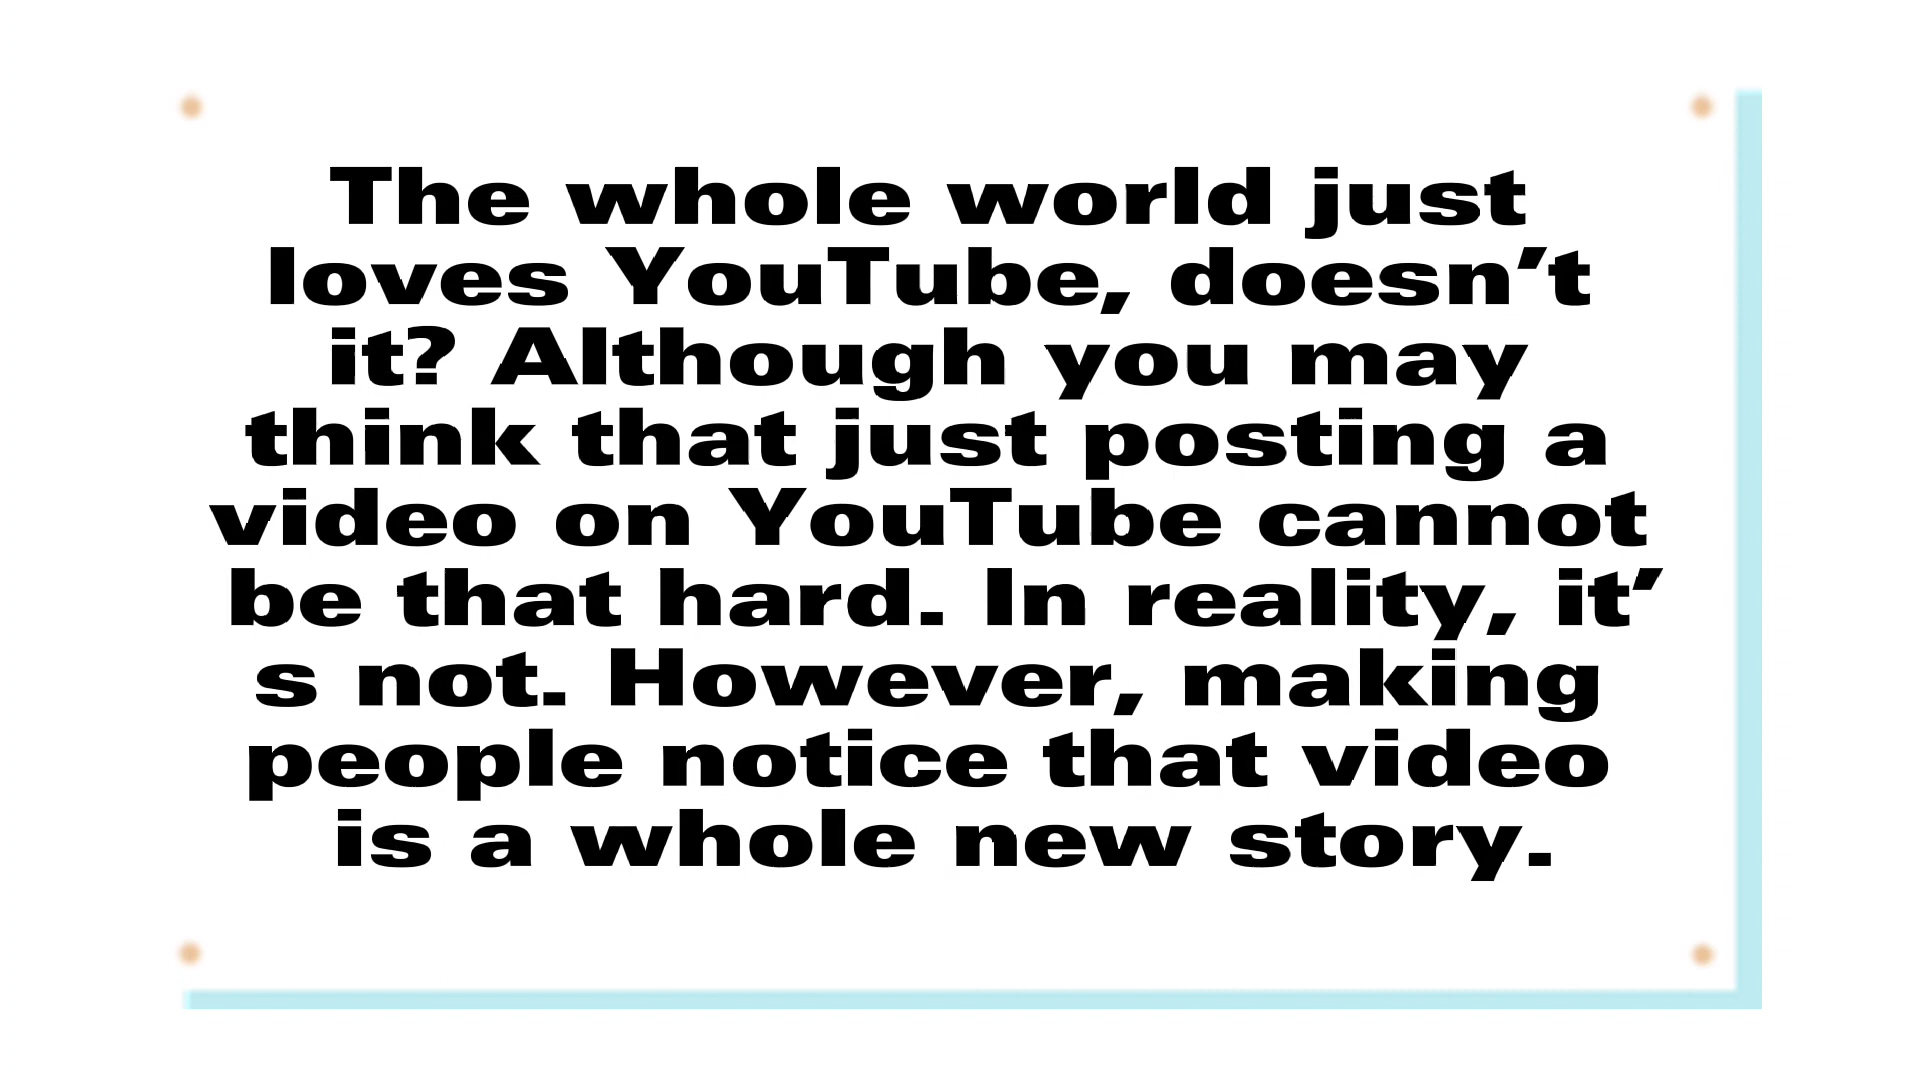 The whole world just
loves YouTube, doesn’t
it? Although you may
think that just posting a
video on YouTube cannot
be that hard. In reality, it’
s not. However, making
people notice that video
is a whole new story.